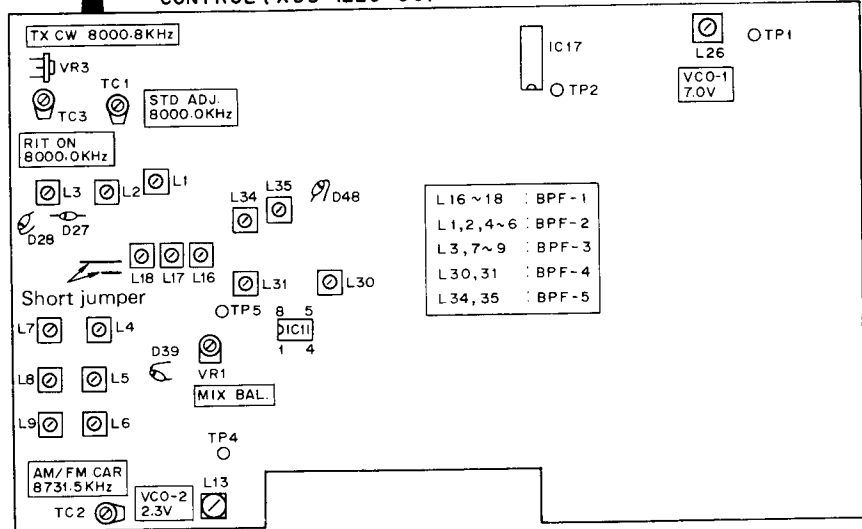 CONTROL (X53-1220-00)
TX CW 8000.8KHz
VR3
TC1
TC3
STD ADJ.
8000.0KHz
RIT ON
8000.0KHz
IC17
TP2
L26
TP1
VCO-1
7.0V
L3
L2
L1
L34
L35
D48
D28
D27
L18
L17
L16
L31
L30
L16~18 : BPF-1
L1,2,4~6 : BPF-2
L3,7~9 : BPF-3
L30,31 : BPF-4
L34,35 : BPF-5
Short jumper
TP5
8 5
IC11
1 4
L7
L4
D39
VR1
MIX BAL.
L8
L5
L9
L6
TP4
AM/FM CAR
8731.5KHz
TC2
VCO-2
2.3V
L13